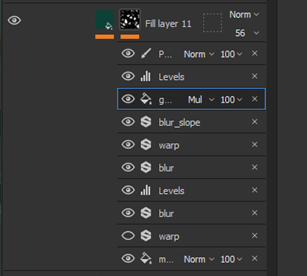 Norm
Fill layer 11
56
P... Norm 100 ×
Levels ×
g... Mul 100 ×
blur_slope ×
warp ×
blur ×
Levels ×
blur ×
warp ×
m... Norm 100 ×